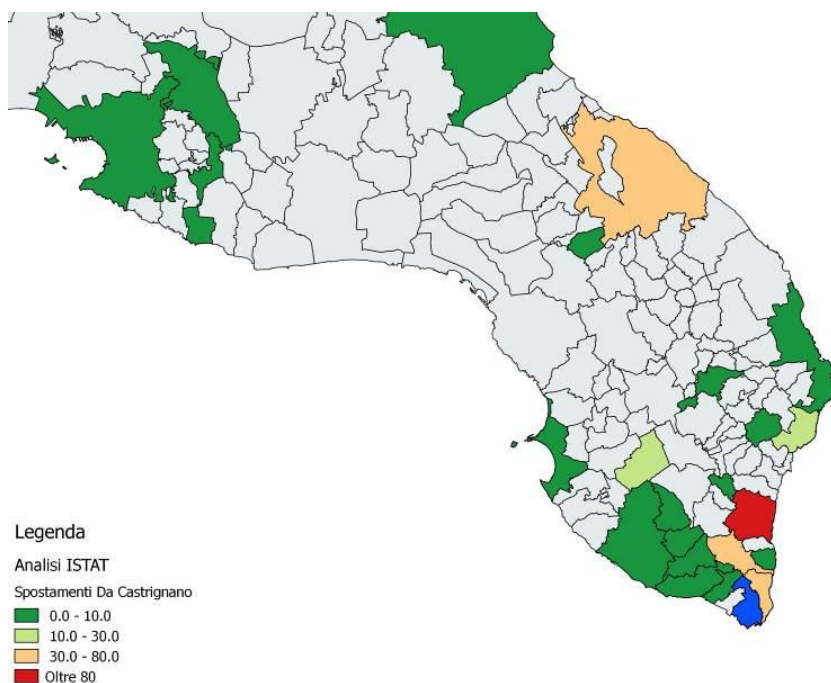 Legenda
Analisi ISTAT
Spostamenti Da Castrignano
0.0 - 10.0
10.0 - 30.0
30.0 - 80.0
Oltre 80